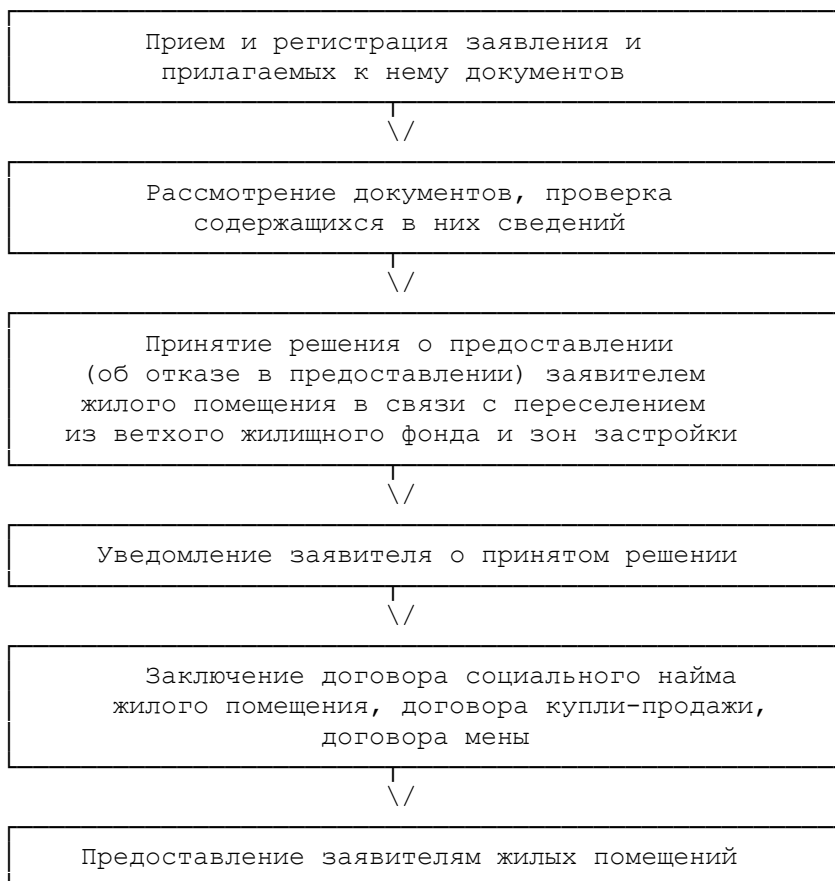 Прием и регистрация заявления и
прилагаемых к нему документов
\/
Рассмотрение документов, проверка
содержащихся в них сведений
\/
Принятие решения о предоставлении
(об отказе в предоставлении) заявителем
жилого помещения в связи с переселением
из ветхого жилищного фонда и зон застройки
\/
Уведомление заявителя о принятом решении
\/
Заключение договора социального найма
жилого помещения, договора купли-продажи,
договора мены
\/
Предоставление заявителям жилых помещений